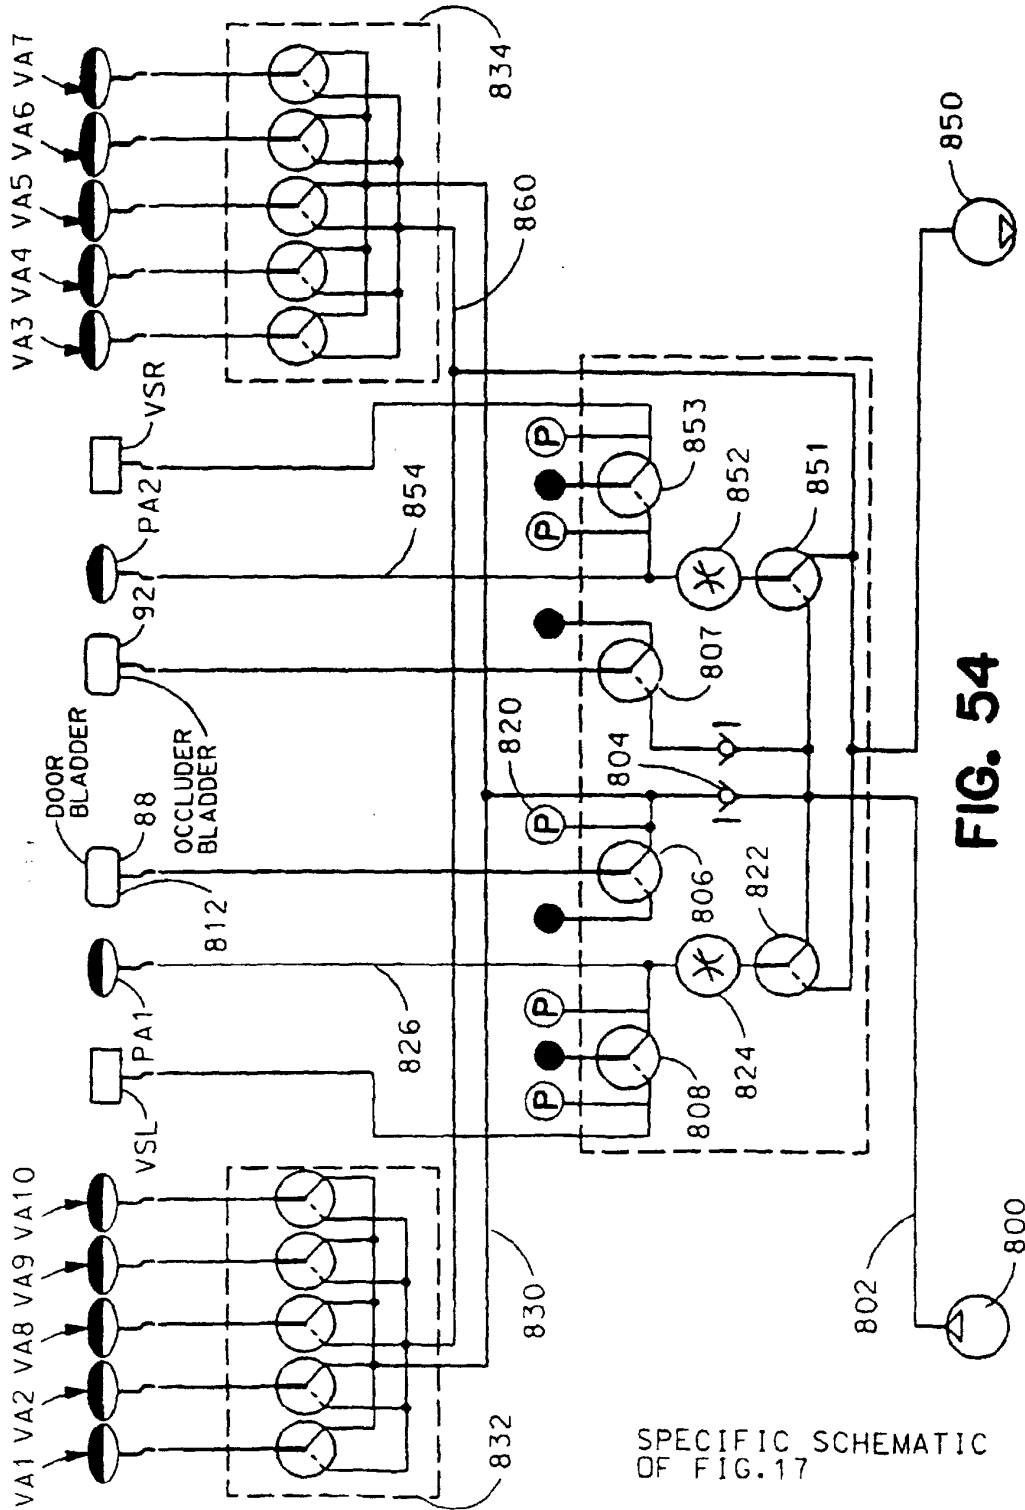 VA1 VA2 VA8 VA9 VA10
VSL
PA1
812
88
DOOR
BLADDER
OCCLUDER
BLADDER
92
PA2
VSR
VA3 VA4 VA5 VA6 VA7
832
830
826
820
854
860
834
P
P
P
P
P
808
824
822
806
804
807
853
852
851
802
800
850
FIG. 54
SPECIFIC SCHEMATIC
OF FIG.17